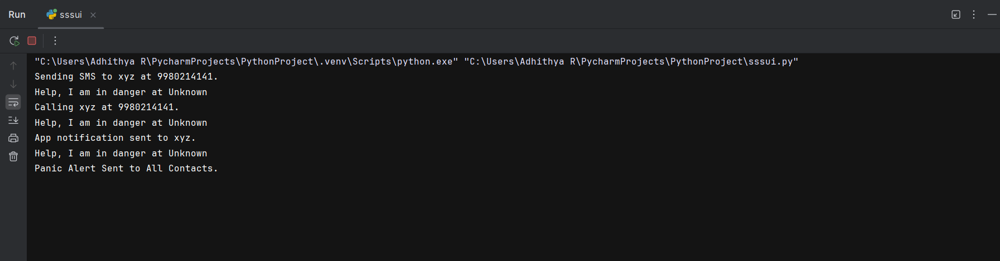 Run sssui
"C:\Users\Adhithya R\PycharmProjects\PythonProject\.venv\Scripts\python.exe" "C:\Users\Adhithya R\PycharmProjects\PythonProject\sssui.py"
Sending SMS to xyz at 9980214141.
Help, I am in danger at Unknown
Calling xyz at 9980214141.
Help, I am in danger at Unknown
App notification sent to xyz.
Help, I am in danger at Unknown
Panic Alert Sent to All Contacts.